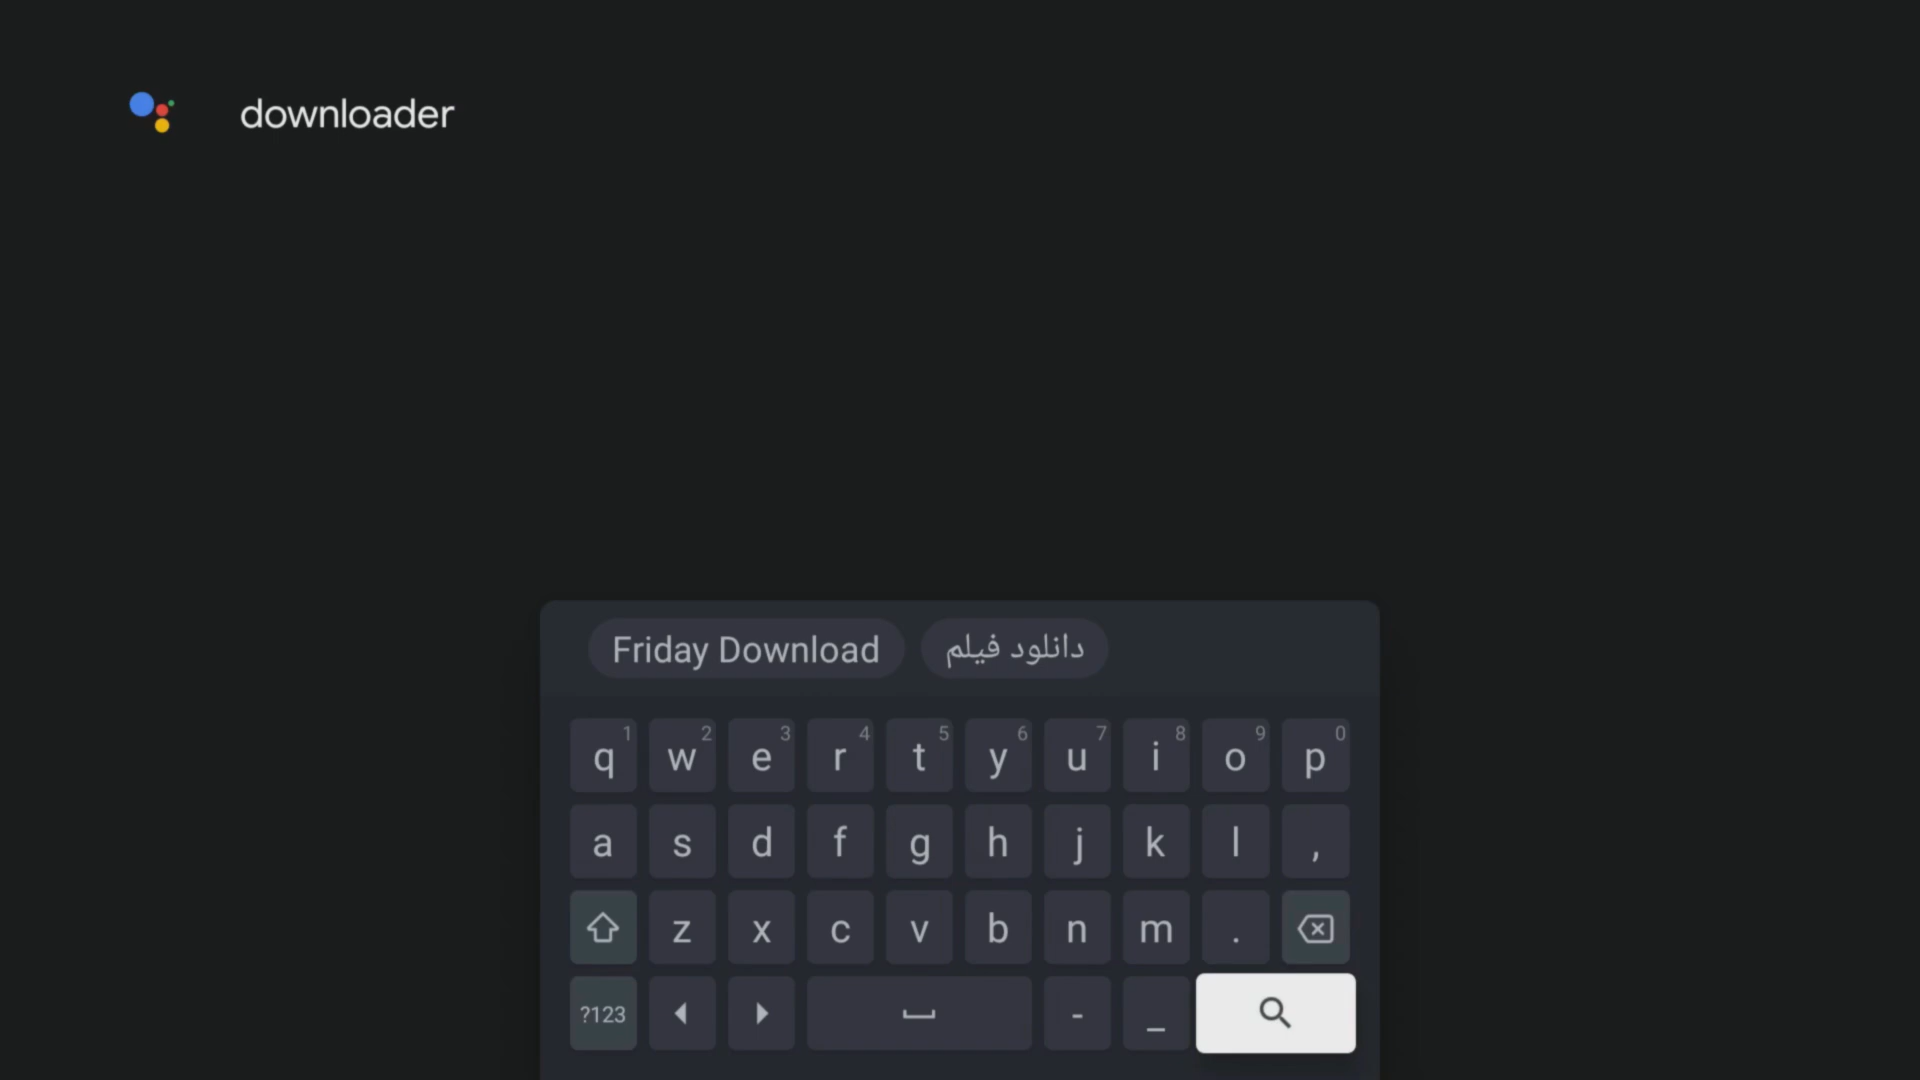 downloader
Friday Download دانلود فیلم
q 1 w 2 e 3 r 4 t 5 y 6 u 7 i 8 o 9 p 0
a s d f g h j k l ,
z x c v b n m .
?123 - _